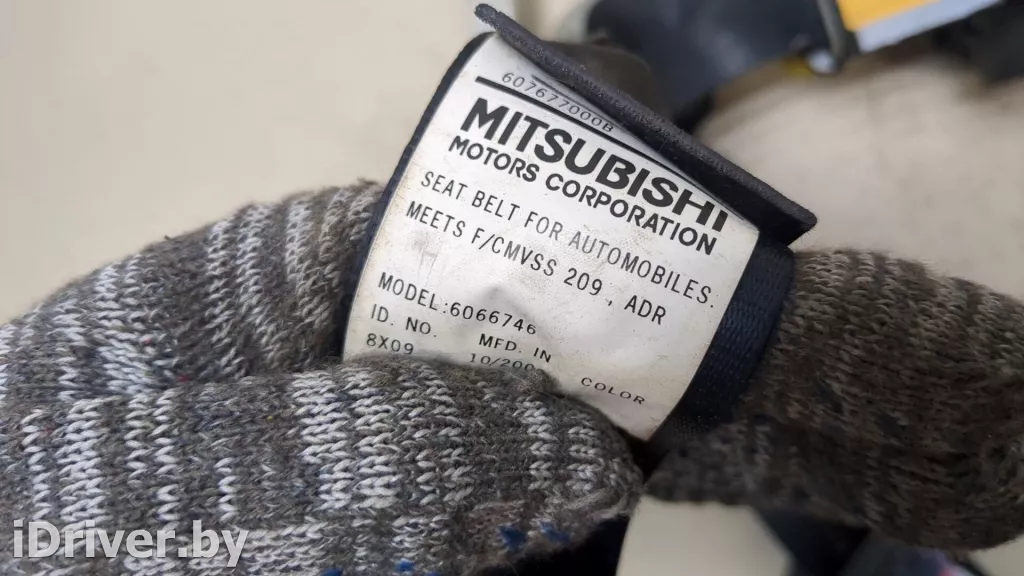 607677000B
MITSUBISHI
MOTORS CORPORATION
SEAT BELT FOR AUTOMOBILES.
MEETS F/CMVSS 209, ADR
MODEL:6066746
ID. NO. MFD. IN
8X09 COLOR
iDriver.by